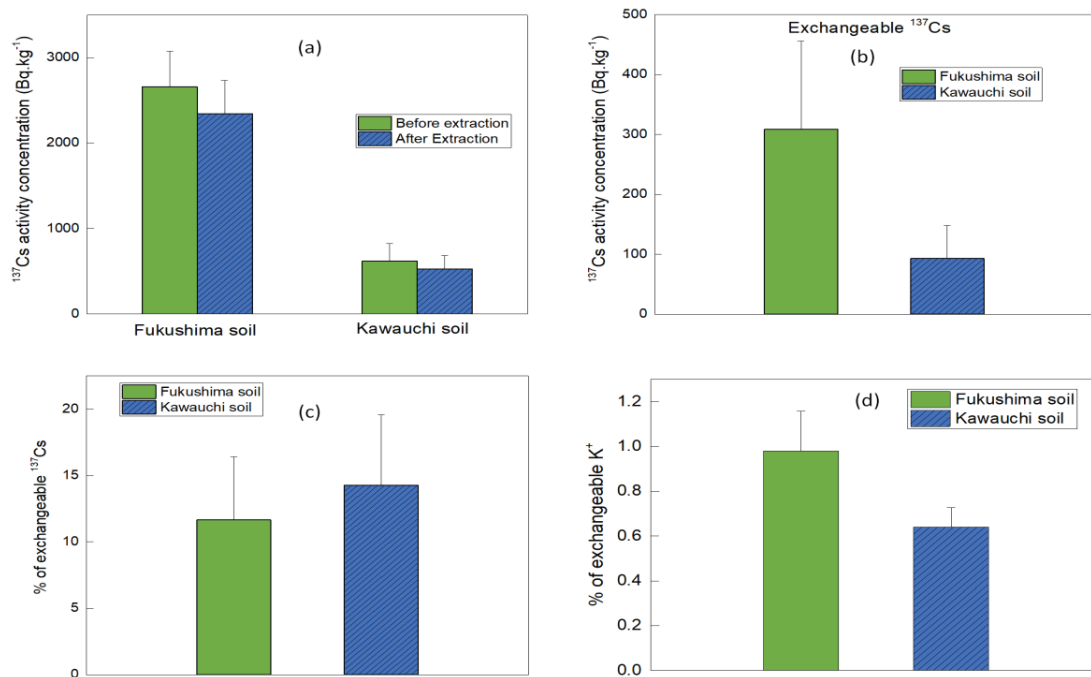 (a)
¹³⁷Cs activity concentration (Bq.kg⁻¹)
3000
2000
1000
0
Before extraction
After Extraction
Fukushima soil
Kawauchi soil
Exchangeable ¹³⁷Cs
(b)
¹³⁷Cs activity concentration (Bq.kg⁻¹)
500
400
300
200
100
0
Fukushima soil
Kawauchi soil
(c)
% of exchangeable ¹³⁷Cs
20
15
10
5
0
Fukushima soil
Kawauchi soil
(d)
% of exchangeable K⁺
1.2
1.0
0.8
0.6
0.4
0.2
0.0
Fukushima soil
Kawauchi soil